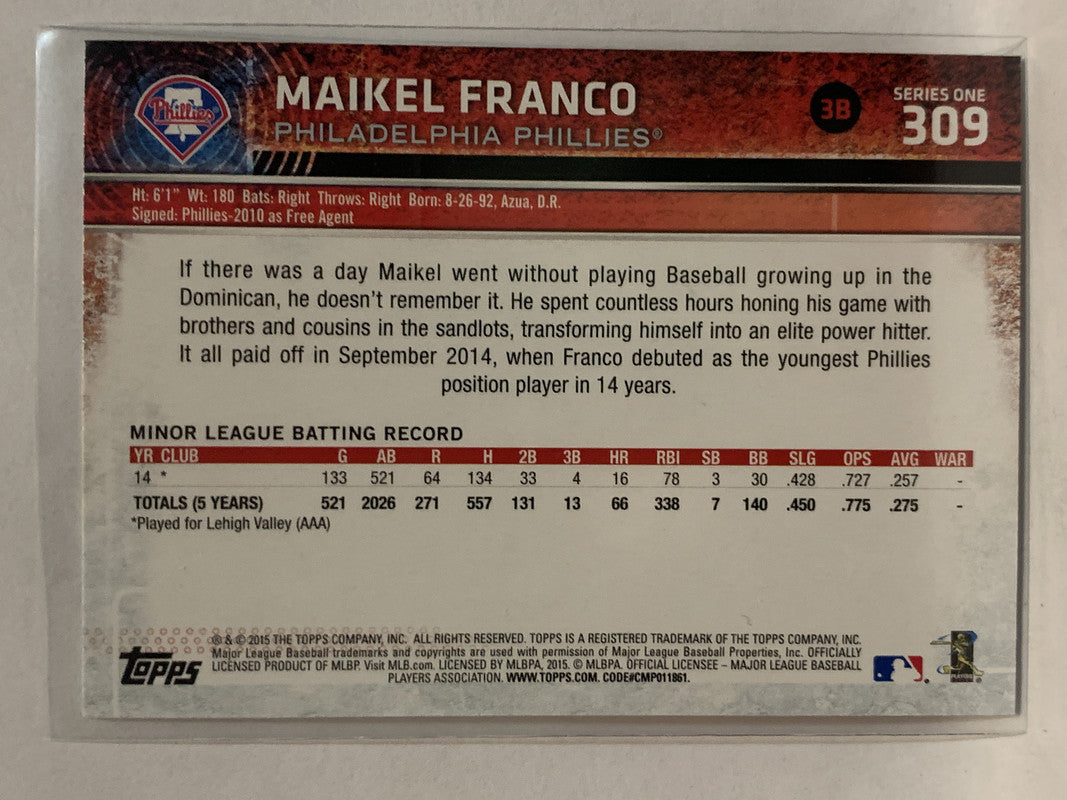 Phillies
MAIKEL FRANCO
PHILADELPHIA PHILLIES®
3B
SERIES ONE
309
Ht: 6'1" Wt: 180 Bats: Right Throws: Right Born: 8-26-92, Azua, D.R.
Signed: Phillies-2010 as Free Agent
If there was a day Maikel went without playing Baseball growing up in the
Dominican, he doesn't remember it. He spent countless hours honing his game with
brothers and cousins in the sandlots, transforming himself into an elite power hitter.
It all paid off in September 2014, when Franco debuted as the youngest Phillies
position player in 14 years.
MINOR LEAGUE BATTING RECORD
YR CLUB G AB R H 2B 3B HR RBI SB BB SLG OPS AVG WAR
14 * 133 521 64 134 33 4 16 78 3 30 .428 .727 .257 -
TOTALS (5 YEARS) 521 2026 271 557 131 13 66 338 7 140 .450 .775 .275 -
*Played for Lehigh Valley (AAA)
® & © 2015 THE TOPPS COMPANY, INC. ALL RIGHTS RESERVED. TOPPS IS A REGISTERED TRADEMARK OF THE TOPPS COMPANY, INC.
Major League Baseball trademarks and copyrights are used with permission of Major League Baseball Properties, Inc. OFFICIALLY
LICENSED PRODUCT OF MLBP. Visit MLB.com. LICENSED BY MLBPA, 2015. © MLBPA. OFFICIAL LICENSEE – MAJOR LEAGUE BASEBALL
PLAYERS ASSOCIATION. WWW.TOPPS.COM. CODE#CMP011861.
Topps
PLAYERS